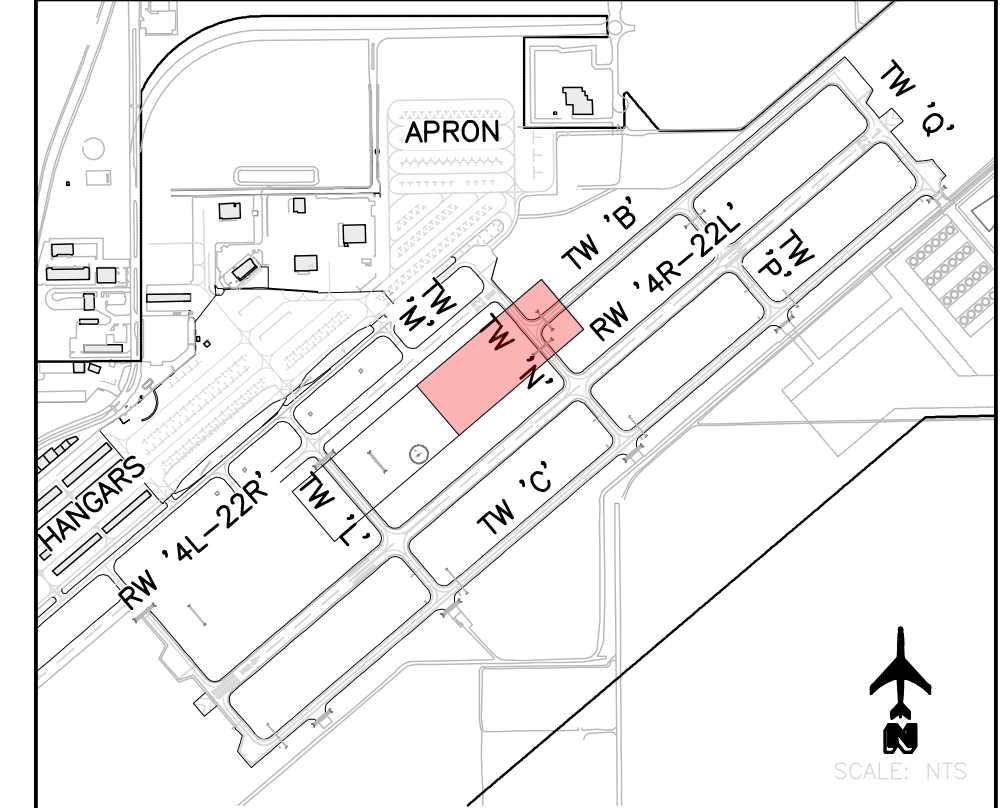 APRON
TW 'Q'
TW 'B'
RW '4R-22L'
TW
'P'
TW
'M'
TW 'N'
HANGARS
RW '4L-22R'
TW 'L'
TW 'C'
N
SCALE: NTS